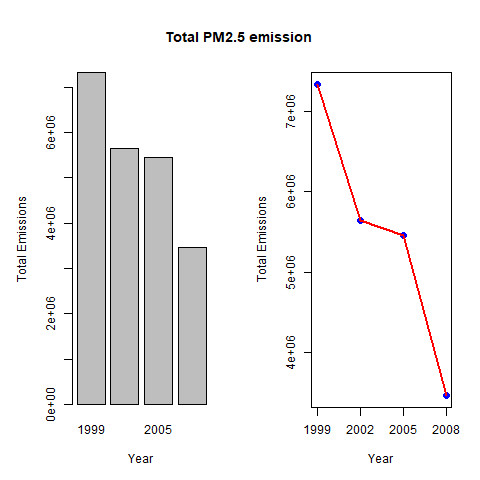 Total PM2.5 emission
Total Emissions
0e+00
2e+06
4e+06
6e+06
1999
2005
Year
Total Emissions
4e+06
5e+06
6e+06
7e+06
1999 2002 2005 2008
Year